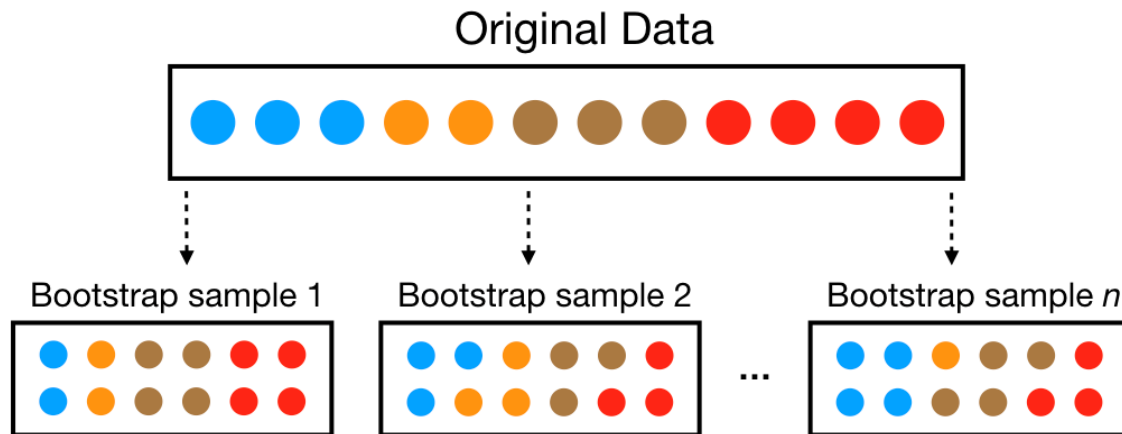 Original Data
Bootstrap sample 1
Bootstrap sample 2
Bootstrap sample n
...